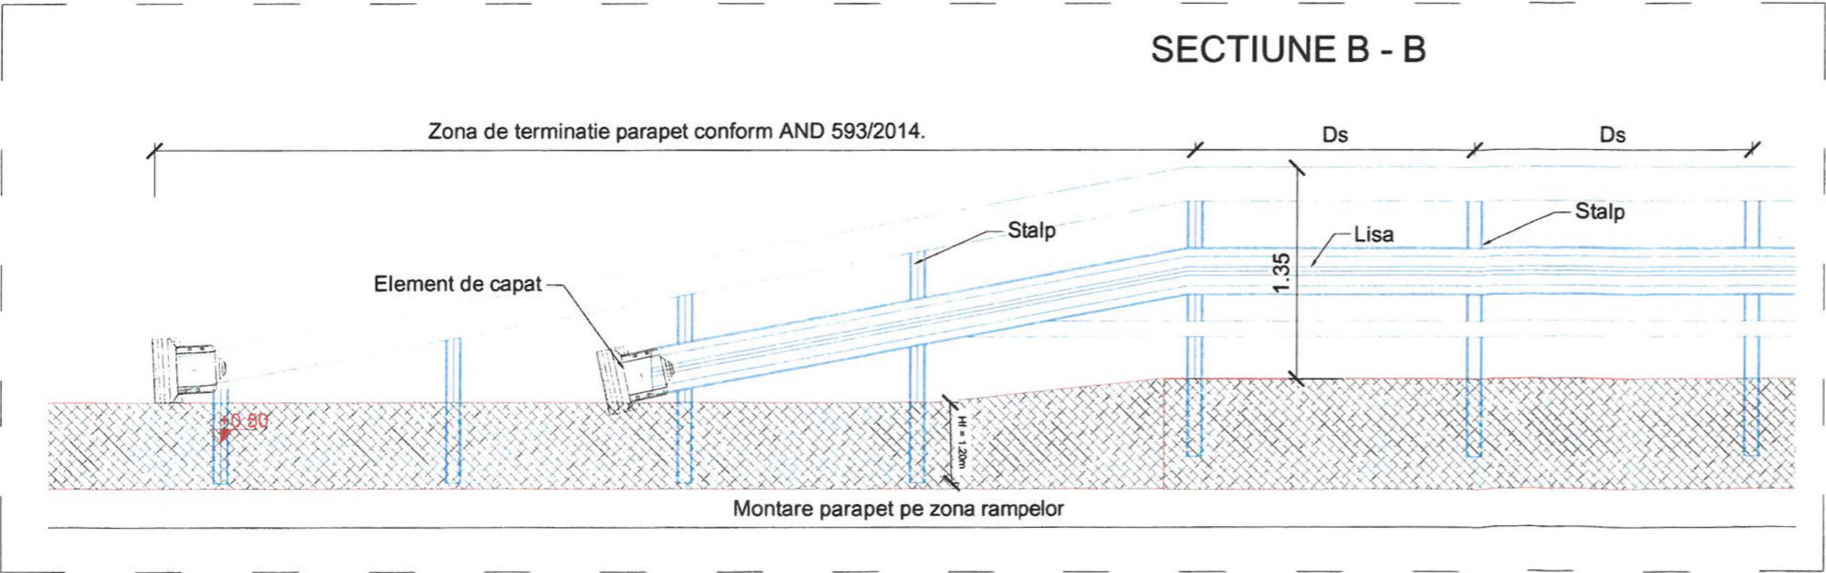 SECTIUNE B - B
Zona de terminatie parapet conform AND 593/2014.
Ds
Ds
Stalp
Stalp
Lisa
1.35
Element de capat
+0.50
Hf = 1.20m
Montare parapet pe zona rampelor